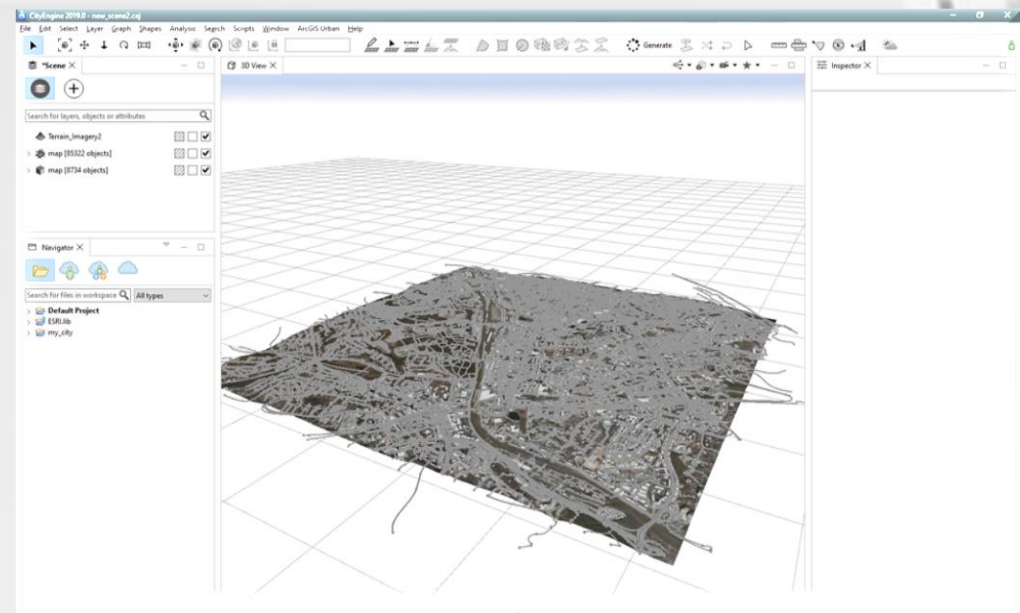 CityEngine 2019.0 - new_scene2.cej
File Edit Select Layer Graph Shapes Analysis Search Scripts Window ArcGIS Urban Help
Generate
*Scene
3D View
Inspector
Search for layers, objects or attributes
Terrain_Imagery2
map [85322 objects]
map [8734 objects]
Navigator
Search for files in workspace
All types
Default Project
ESRI.lib
my_city